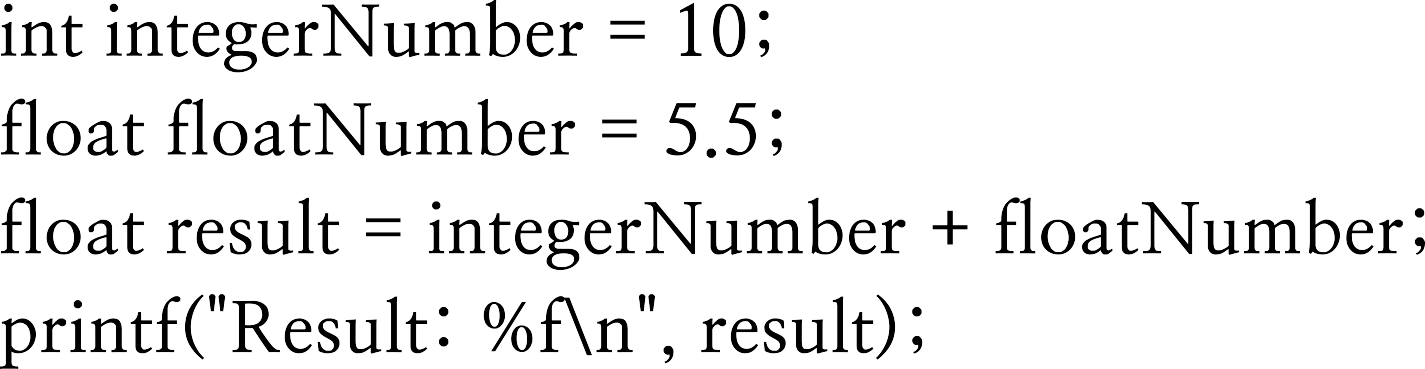 int integerNumber = 10;
float floatNumber = 5.5;
float result = integerNumber + floatNumber;
printf("Result: %f\n", result);